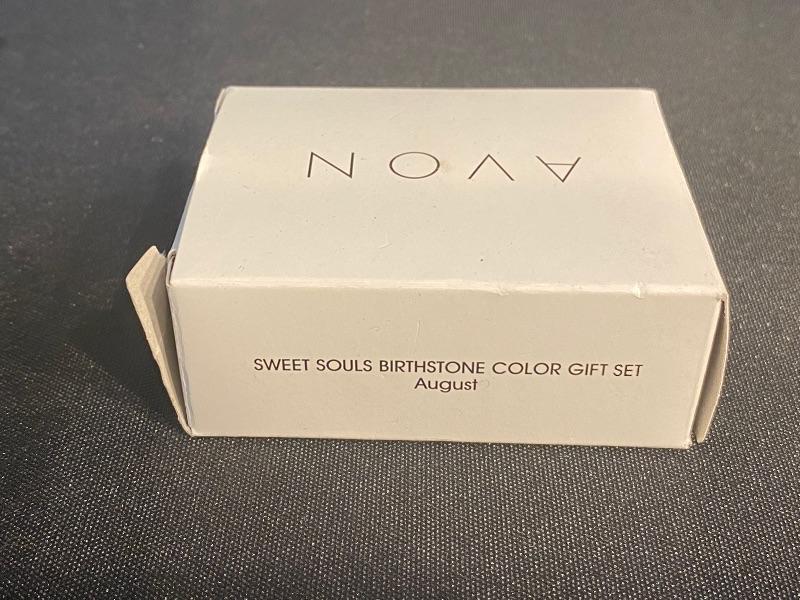 AVON
SWEET SOULS BIRTHSTONE COLOR GIFT SET
August